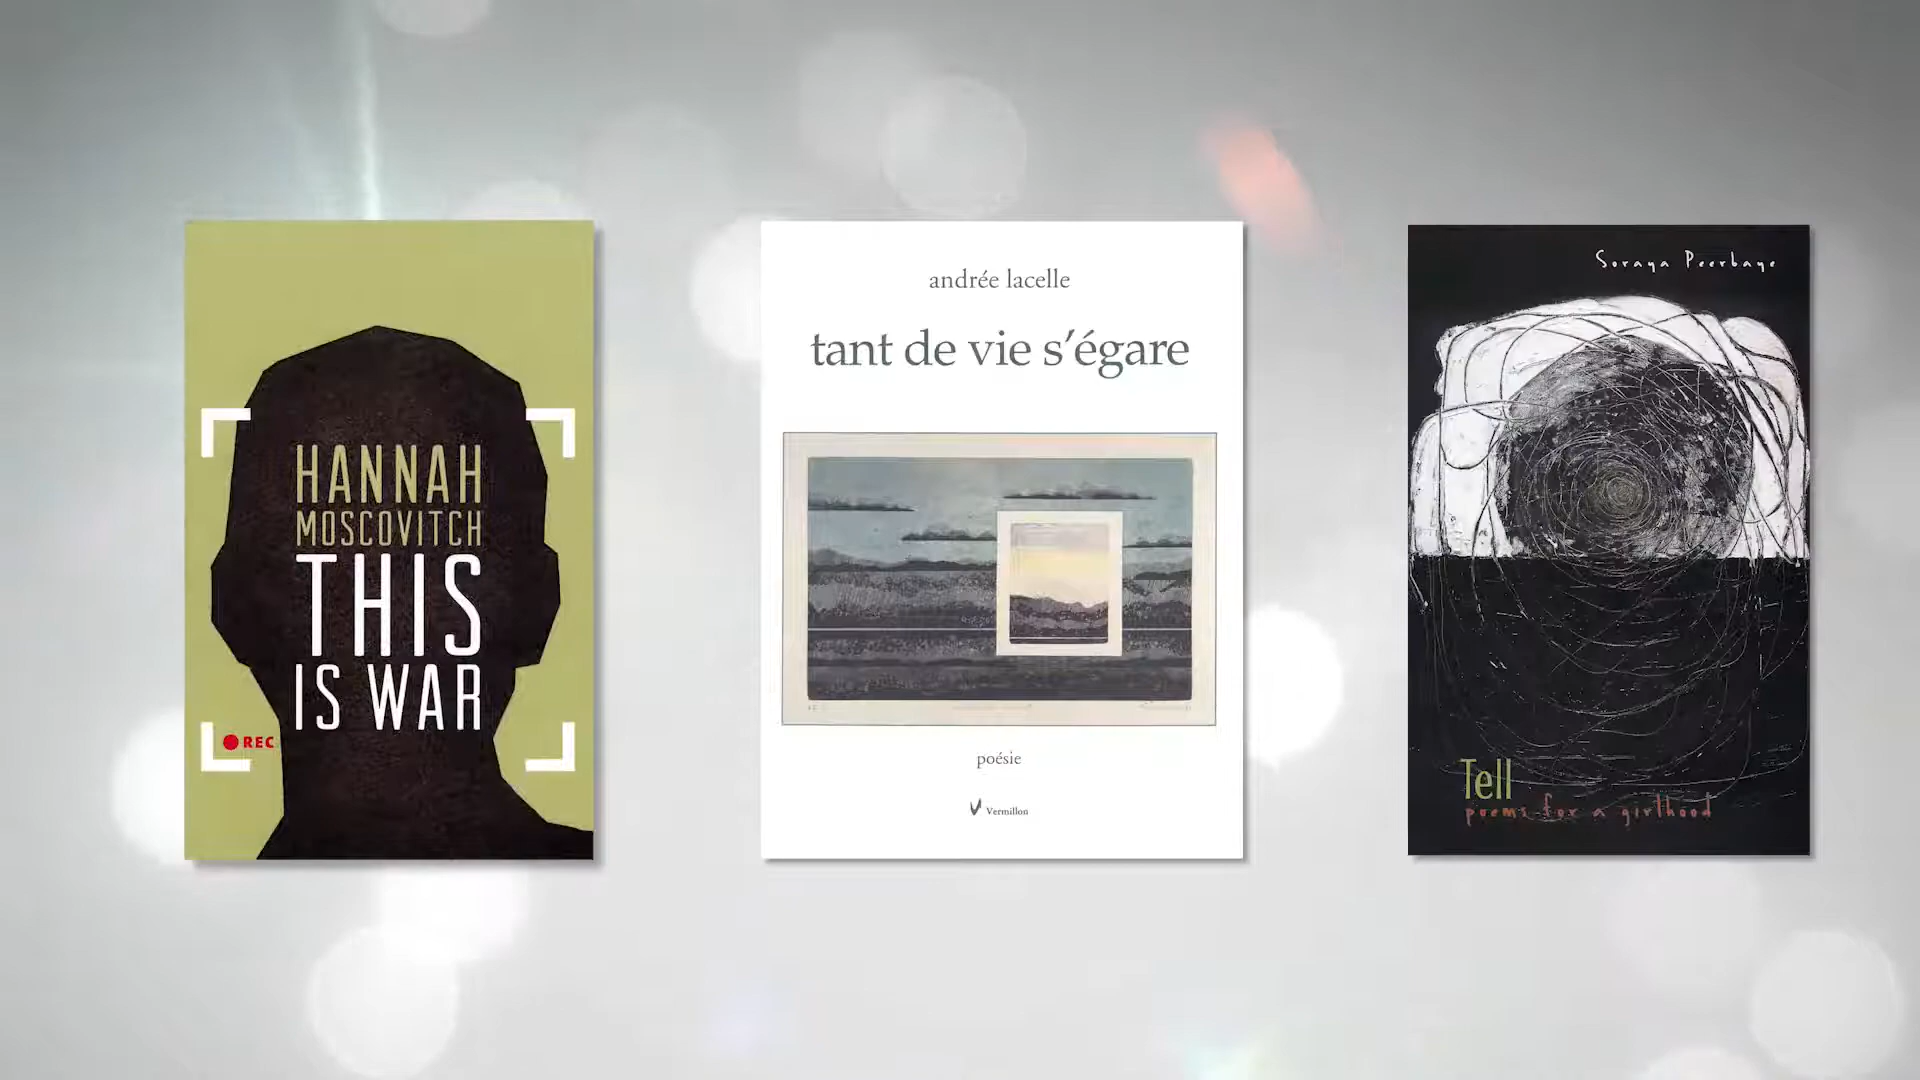 HANNAH
MOSCOVITCH
THIS
IS WAR
REC
andrée lacelle
tant de vie s’égare
poésie
Vermillon
Soraya Peerbaye
Tell
poems for a girlhood